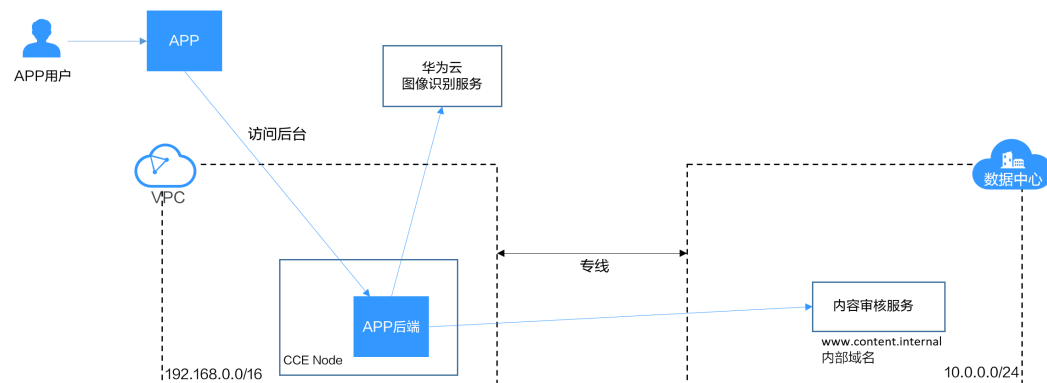 APP
APP用户
华为云
图像识别服务
访问后台
VPC
数据中心
专线
内容审核服务
APP后端
www.content.internal
内部域名
CCE Node
192.168.0.0/16
10.0.0.0/24